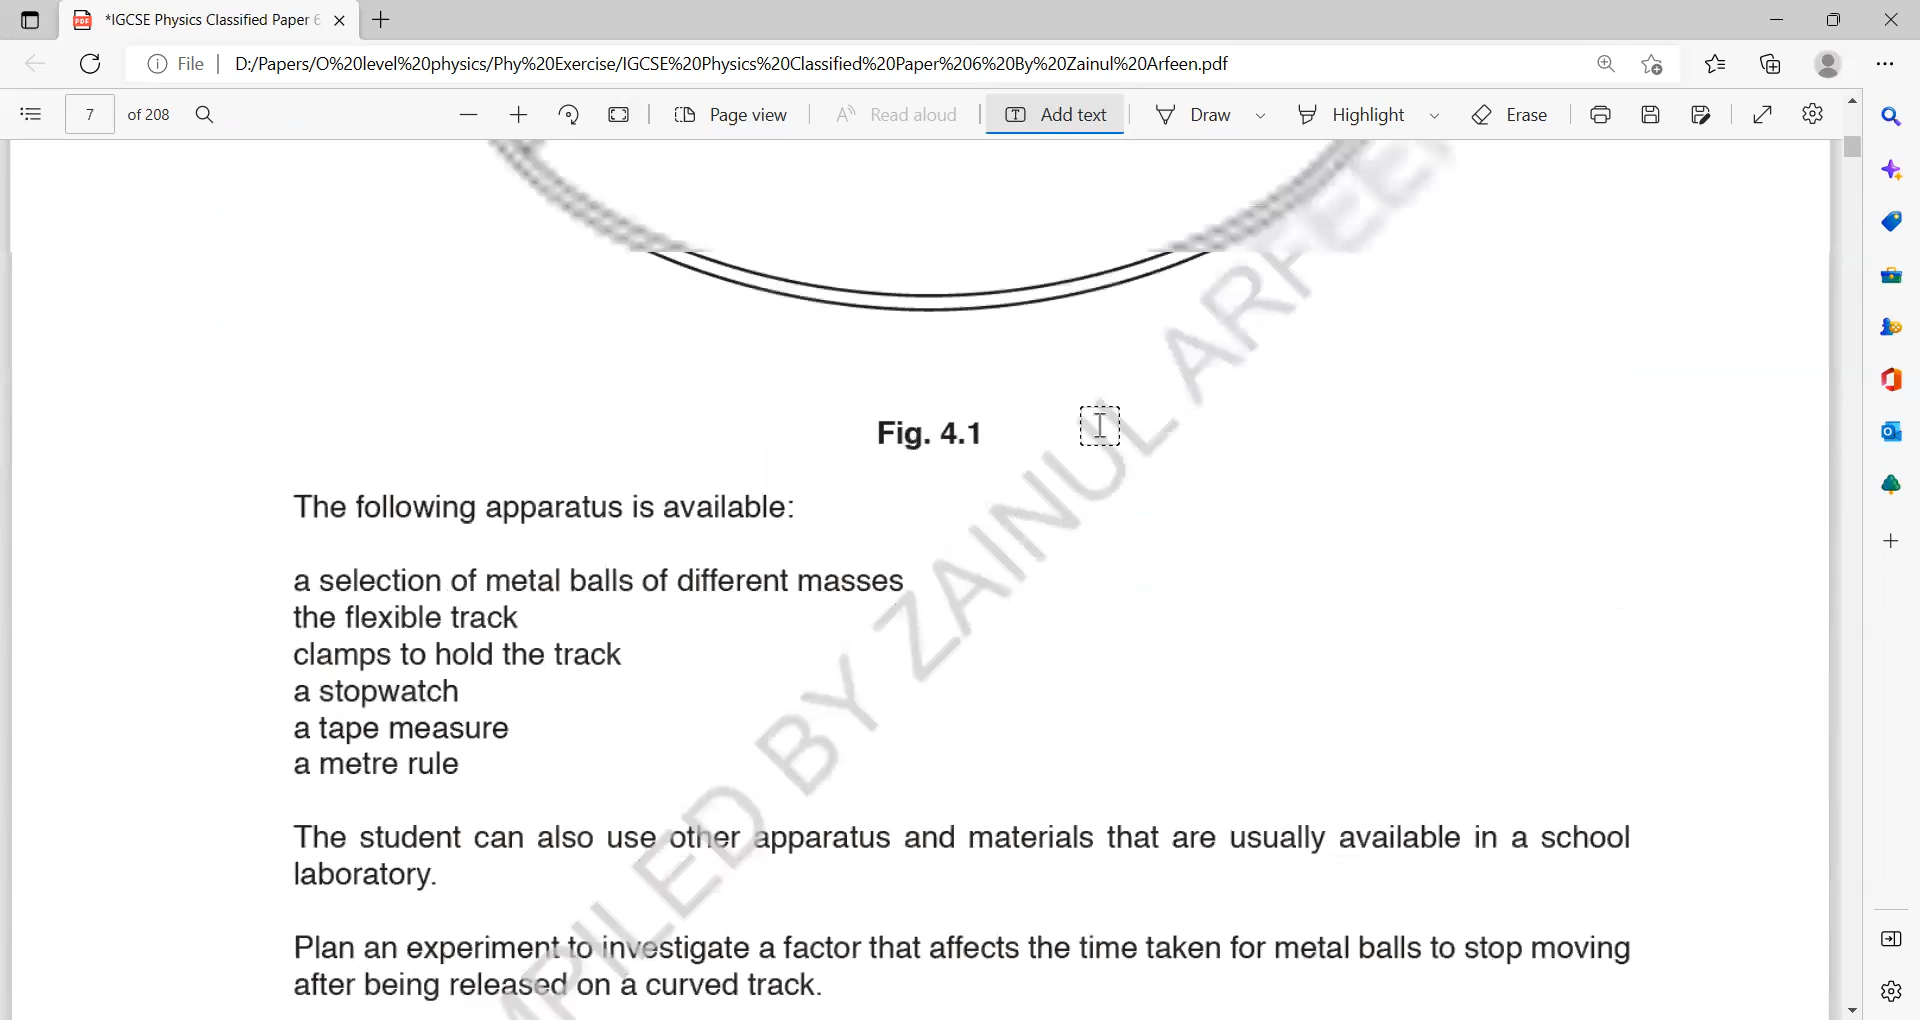 *IGCSE Physics Classified Paper 6
File
D:/Papers/O%20level%20physics/Phy%20Exercise/IGCSE%20Physics%20Classified%20Paper%206%20By%20Zainul%20Arfeen.pdf
7 of 208
Page view
Read aloud
Add text
Draw
Highlight
Erase
Fig. 4.1
The following apparatus is available:
a selection of metal balls of different masses
the flexible track
clamps to hold the track
a stopwatch
a tape measure
a metre rule
The student can also use other apparatus and materials that are usually available in a school
laboratory.
Plan an experiment to investigate a factor that affects the time taken for metal balls to stop moving
after being released on a curved track.
MPILED BY ZAINUL ARFEEN